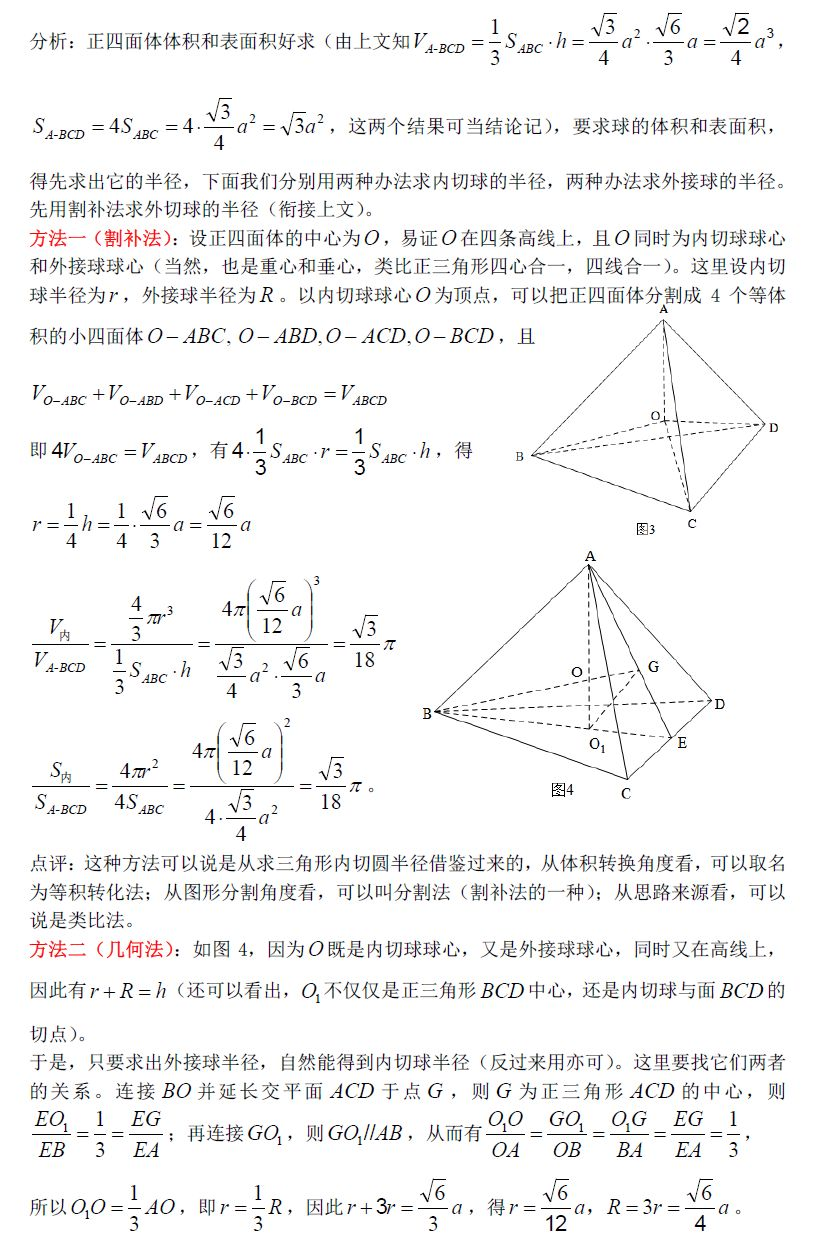 分析：正四面体体积和表面积好求（由上文知 $V_{A\text{-}BCD}=\frac{1}{3}S_{ABC}\cdot h=\frac{\sqrt{3}}{4}a^2\cdot\frac{\sqrt{6}}{3}a=\frac{\sqrt{2}}{4}a^3$，
$S_{A\text{-}BCD}=4S_{ABC}=4\cdot\frac{\sqrt{3}}{4}a^2=\sqrt{3}a^2$，这两个结果可当结论记），要求球的体积和表面积，
得先求出它的半径，下面我们分别用两种办法求内切球的半径，两种办法求外接球的半径。
先用割补法求外切球的半径（衔接上文）。
方法一（割补法）：设正四面体的中心为 $O$，易证 $O$ 在四条高线上，且 $O$ 同时为内切球球心
和外接球球心（当然，也是重心和垂心，类比正三角形四心合一，四线合一）。这里设内切
球半径为 $r$，外接球半径为 $R$。以内切球球心 $O$ 为顶点，可以把正四面体分割成 4 个等体
积的小四面体 $O-ABC, O-ABD, O-ACD, O-BCD$，且
$V_{O-ABC}+V_{O-ABD}+V_{O-ACD}+V_{O-BCD}=V_{ABCD}$
即 $4V_{O-ABC}=V_{ABCD}$，有 $4\cdot\frac{1}{3}S_{ABC}\cdot r=\frac{1}{3}S_{ABC}\cdot h$，得
$r=\frac{1}{4}h=\frac{1}{4}\cdot\frac{\sqrt{6}}{3}a=\frac{\sqrt{6}}{12}a$
A
O
D
B
C
图3
$\frac{V_{内}}{V_{A\text{-}BCD}}=\frac{\frac{4}{3}\pi r^3}{\frac{1}{3}S_{ABC}\cdot h}=\frac{4\pi\left(\frac{\sqrt{6}}{12}a\right)^3}{\frac{\sqrt{3}}{4}a^2\cdot\frac{\sqrt{6}}{3}a}=\frac{\sqrt{3}}{18}\pi$
$\frac{S_{内}}{S_{A\text{-}BCD}}=\frac{4\pi r^2}{4S_{ABC}}=\frac{4\pi\left(\frac{\sqrt{6}}{12}a\right)^2}{4\cdot\frac{\sqrt{3}}{4}a^2}=\frac{\sqrt{3}}{18}\pi$。
A
O
G
B
D
O₁
E
C
图4
点评：这种方法可以说是从求三角形内切圆半径借鉴过来的，从体积转换角度看，可以取名
为等积转化法；从图形分割角度看，可以叫分割法（割补法的一种）；从思路来源看，可以
说是类比法。
方法二（几何法）：如图 4，因为 $O$ 既是内切球球心，又是外接球球心，同时又在高线上，
因此有 $r+R=h$（还可以看出，$O_1$ 不仅仅是正三角形 $BCD$ 中心，还是内切球与面 $BCD$ 的
切点）。
于是，只要求出外接球半径，自然能得到内切球半径（反过来用亦可）。这里要找它们两者
的关系。连接 $BO$ 并延长交平面 $ACD$ 于点 $G$，则 $G$ 为正三角形 $ACD$ 的中心，则
$\frac{EO_1}{EB}=\frac{1}{3}=\frac{EG}{EA}$；再连接 $GO_1$，则 $GO_1//AB$，从而有 $\frac{O_1O}{OA}=\frac{GO_1}{OB}=\frac{O_1G}{BA}=\frac{EG}{EA}=\frac{1}{3}$，
所以 $O_1O=\frac{1}{3}AO$，即 $r=\frac{1}{3}R$，因此 $r+3r=\frac{\sqrt{6}}{3}a$，得 $r=\frac{\sqrt{6}}{12}a$，$R=3r=\frac{\sqrt{6}}{4}a$。